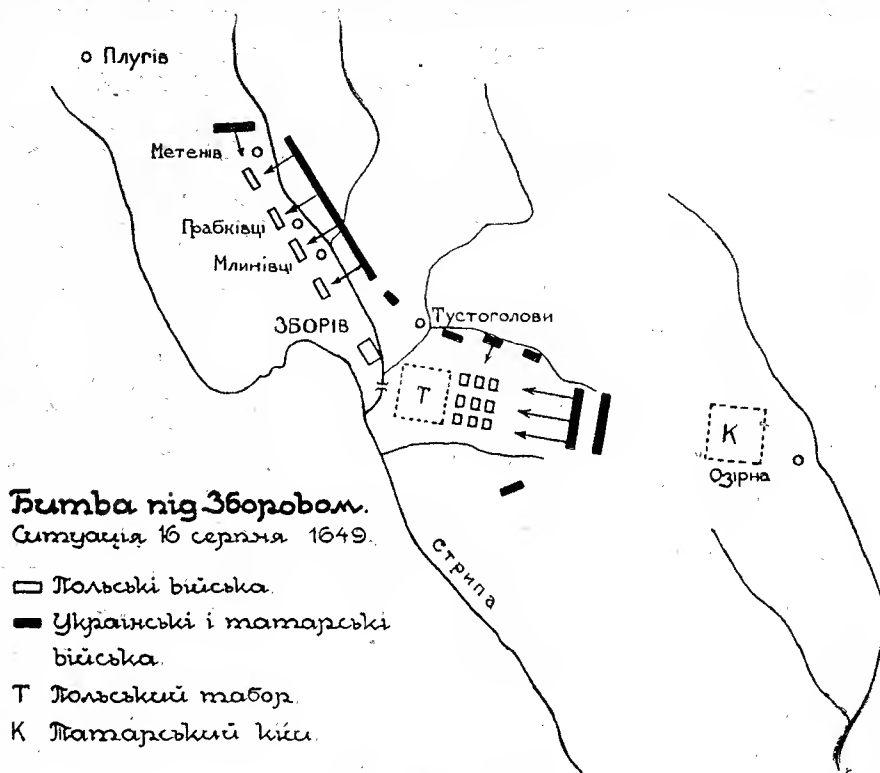 Плугів
Метенів
Грабківці
Млинівці
ЗБОРІВ
Тустоголови
Т
К
Озірна
СТРИПА
Битва під Зборовом.
Ситуація 16 серпня 1649.
Польські війська.
Українські і татарські
війська.
Т Польський табор.
К Татарський кіш.